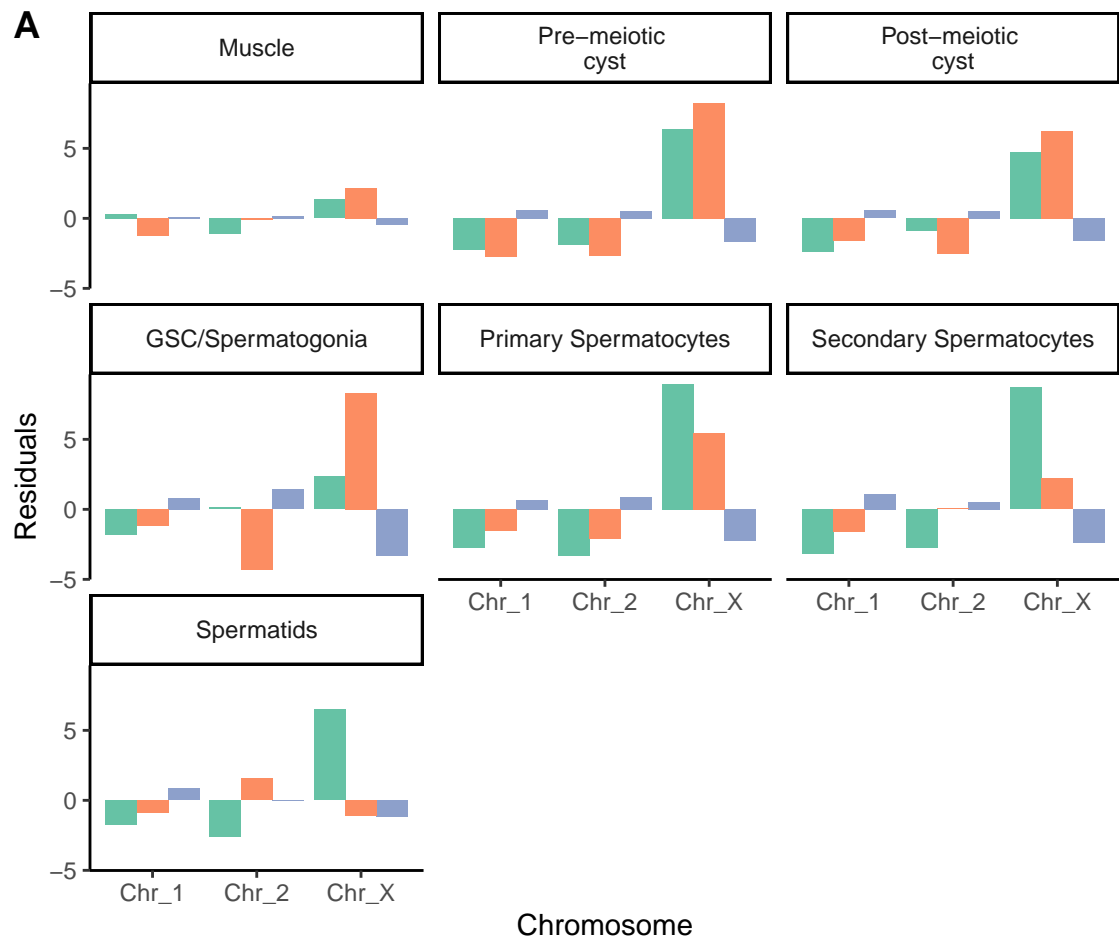 A
Muscle
Pre−meiotic
cyst
Post−meiotic
cyst
5
0
−5
GSC/Spermatogonia
Primary Spermatocytes
Secondary Spermatocytes
Residuals
5
0
−5
Chr_1 Chr_2 Chr_X
Chr_1 Chr_2 Chr_X
Spermatids
5
0
−5
Chr_1 Chr_2 Chr_X
Chromosome